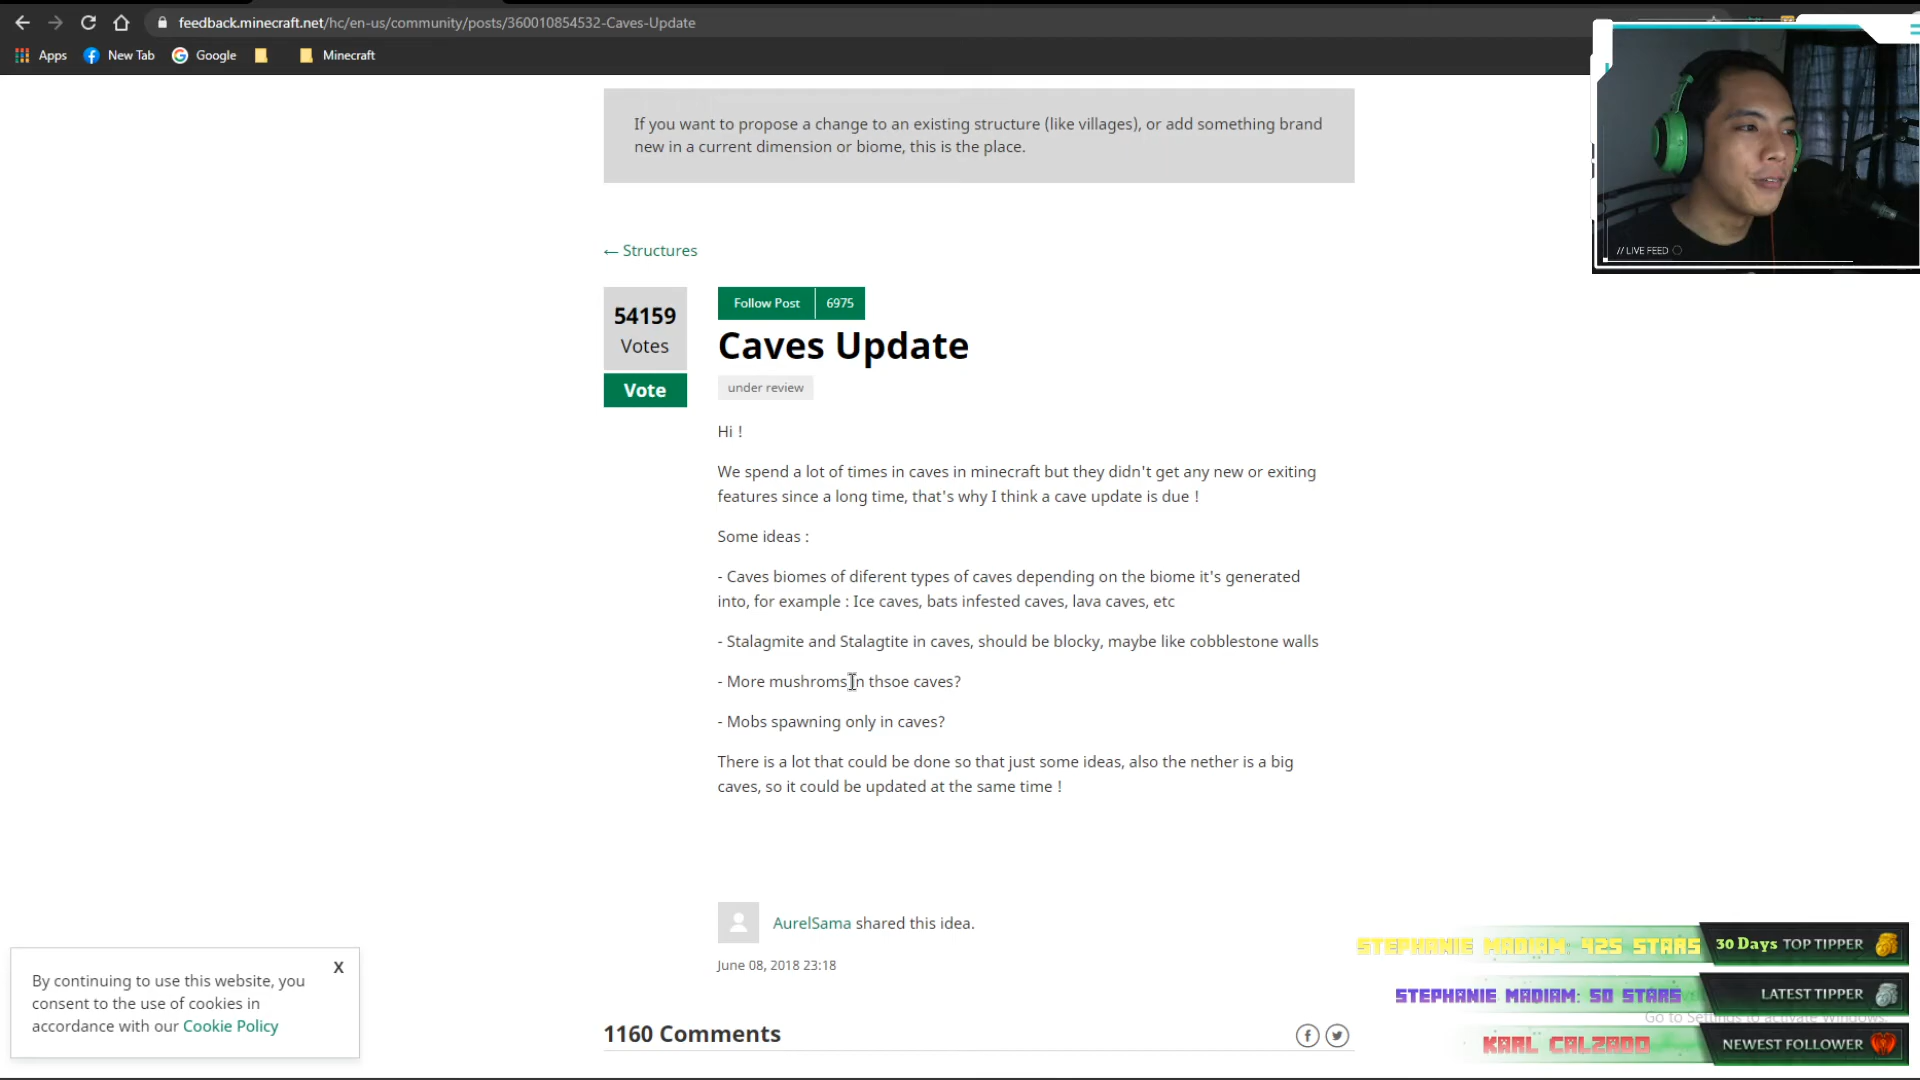 feedback.minecraft.net/hc/en-us/community/posts/360010854532-Caves-Update
Apps New Tab Google Minecraft
If you want to propose a change to an existing structure (like villages), or add something brand
new in a current dimension or biome, this is the place.
// LIVE FEED
← Structures
54159
Votes
Vote
Follow Post 6975
Caves Update
under review
Hi !
We spend a lot of times in caves in minecraft but they didn't get any new or exiting
features since a long time, that's why I think a cave update is due !
Some ideas :
- Caves biomes of diferent types of caves depending on the biome it's generated
into, for example : Ice caves, bats infested caves, lava caves, etc
- Stalagmite and Stalagtite in caves, should be blocky, maybe like cobblestone walls
- More mushroms in thsoe caves?
- Mobs spawning only in caves?
There is a lot that could be done so that just some ideas, also the nether is a big
caves, so it could be updated at the same time !
AurelSama shared this idea.
June 08, 2018 23:18
1160 Comments
By continuing to use this website, you X
consent to the use of cookies in
accordance with our Cookie Policy
STEPHANIE MADIAM: 425 STARS 30 Days TOP TIPPER
STEPHANIE MADIAM: 50 STARS LATEST TIPPER
Go to Settings to activate Windows.
KARL CALZADO NEWEST FOLLOWER